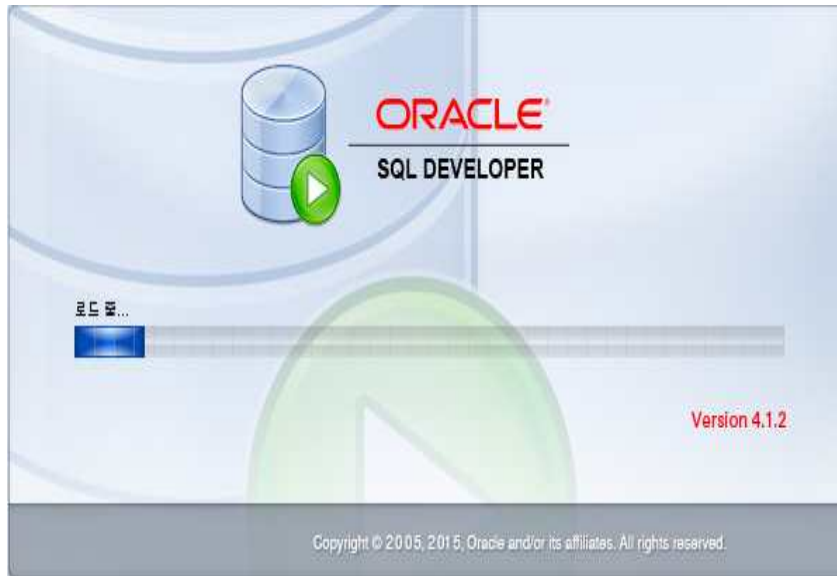 ORACLE
SQL DEVELOPER
로드 중...
Version 4.1.2
Copyright © 2005, 2015, Oracle and/or its affiliates. All rights reserved.